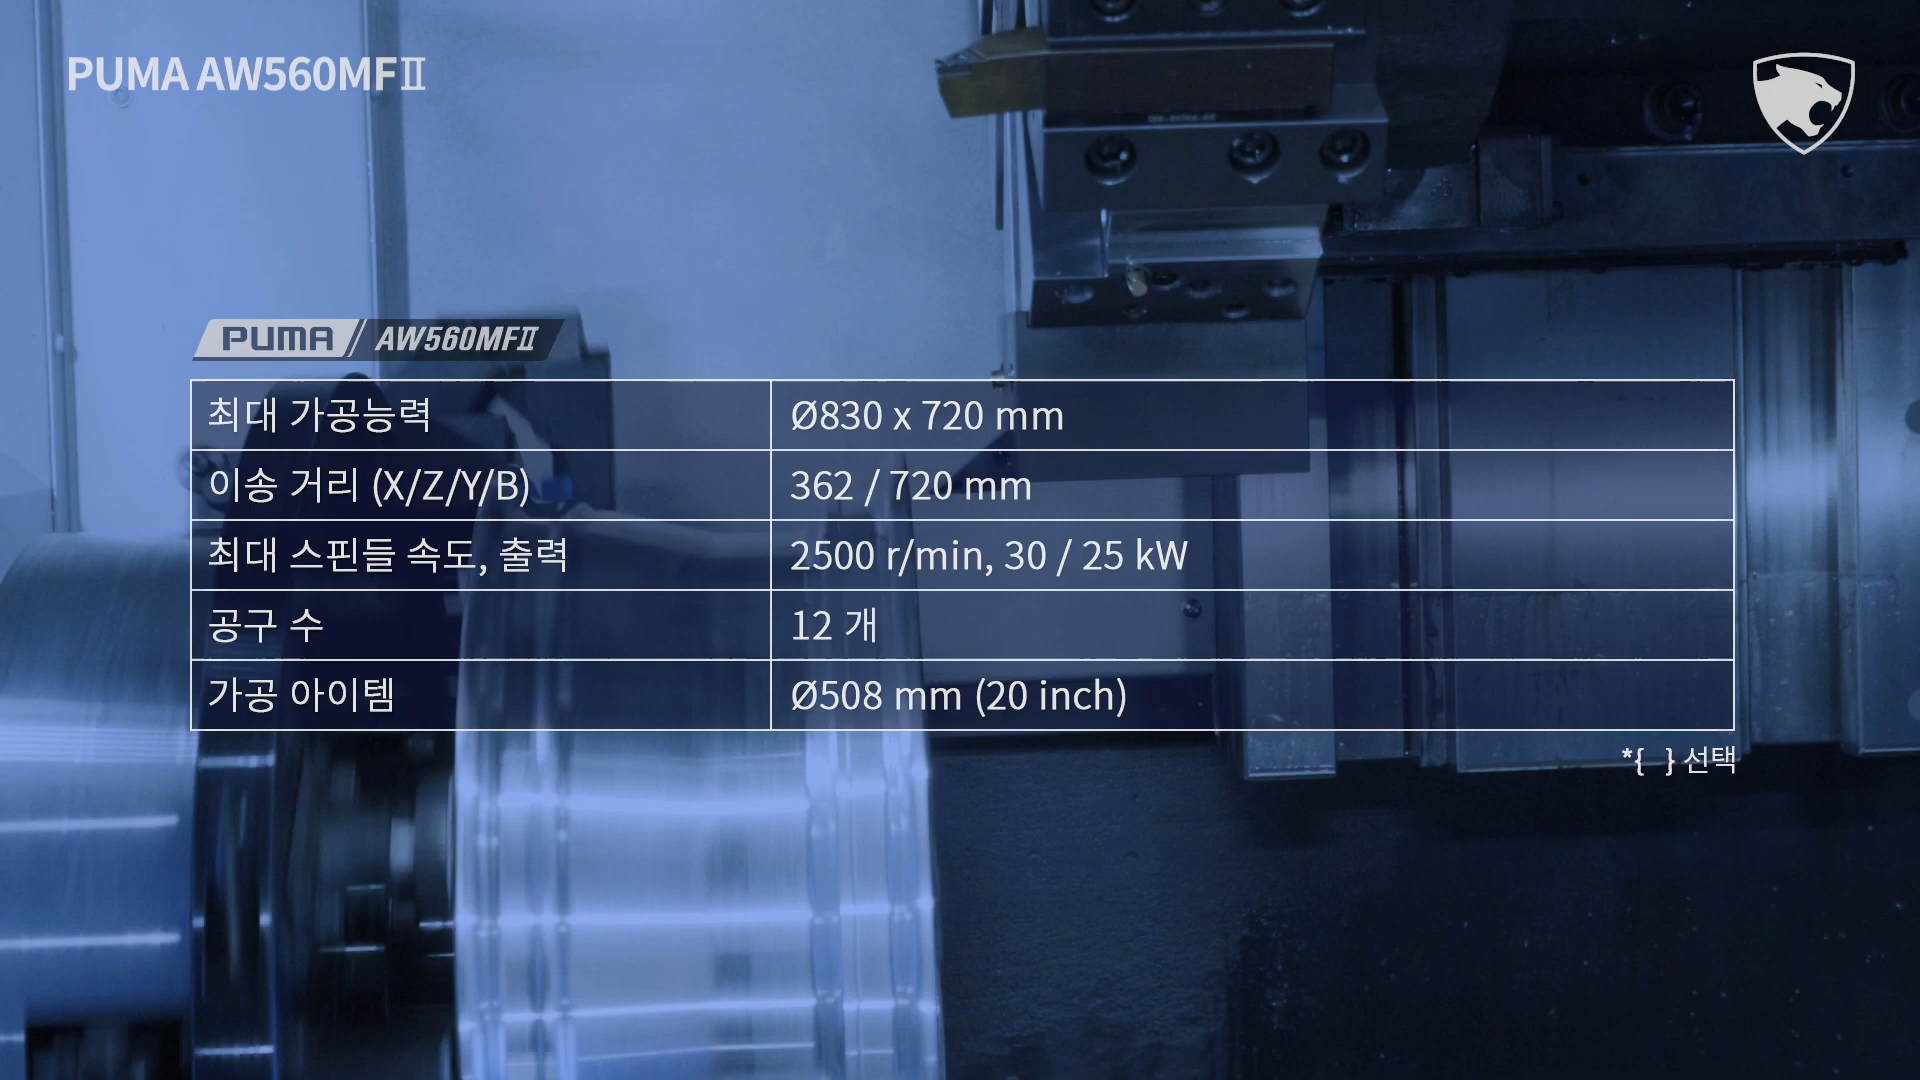 PUMA AW560MFⅡ
PUMA / AW560MFⅡ
최대 가공능력 Ø830 x 720 mm
이송 거리 (X/Z/Y/B) 362 / 720 mm
최대 스핀들 속도, 출력 2500 r/min, 30 / 25 kW
공구 수 12 개
가공 아이템 Ø508 mm (20 inch)
*{ } 선택